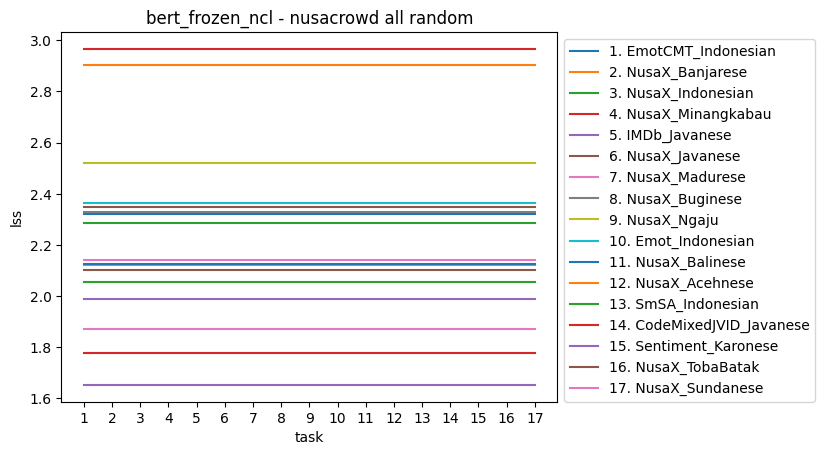 bert_frozen_ncl - nusacrowd all random
3.0
2.8
2.6
2.4
2.2
2.0
1.8
1.6
lss
1 2 3 4 5 6 7 8 9 10 11 12 13 14 15 16 17
task
1. EmotCMT_Indonesian
2. NusaX_Banjarese
3. NusaX_Indonesian
4. NusaX_Minangkabau
5. IMDb_Javanese
6. NusaX_Javanese
7. NusaX_Madurese
8. NusaX_Buginese
9. NusaX_Ngaju
10. Emot_Indonesian
11. NusaX_Balinese
12. NusaX_Acehnese
13. SmSA_Indonesian
14. CodeMixedJVID_Javanese
15. Sentiment_Karonese
16. NusaX_TobaBatak
17. NusaX_Sundanese